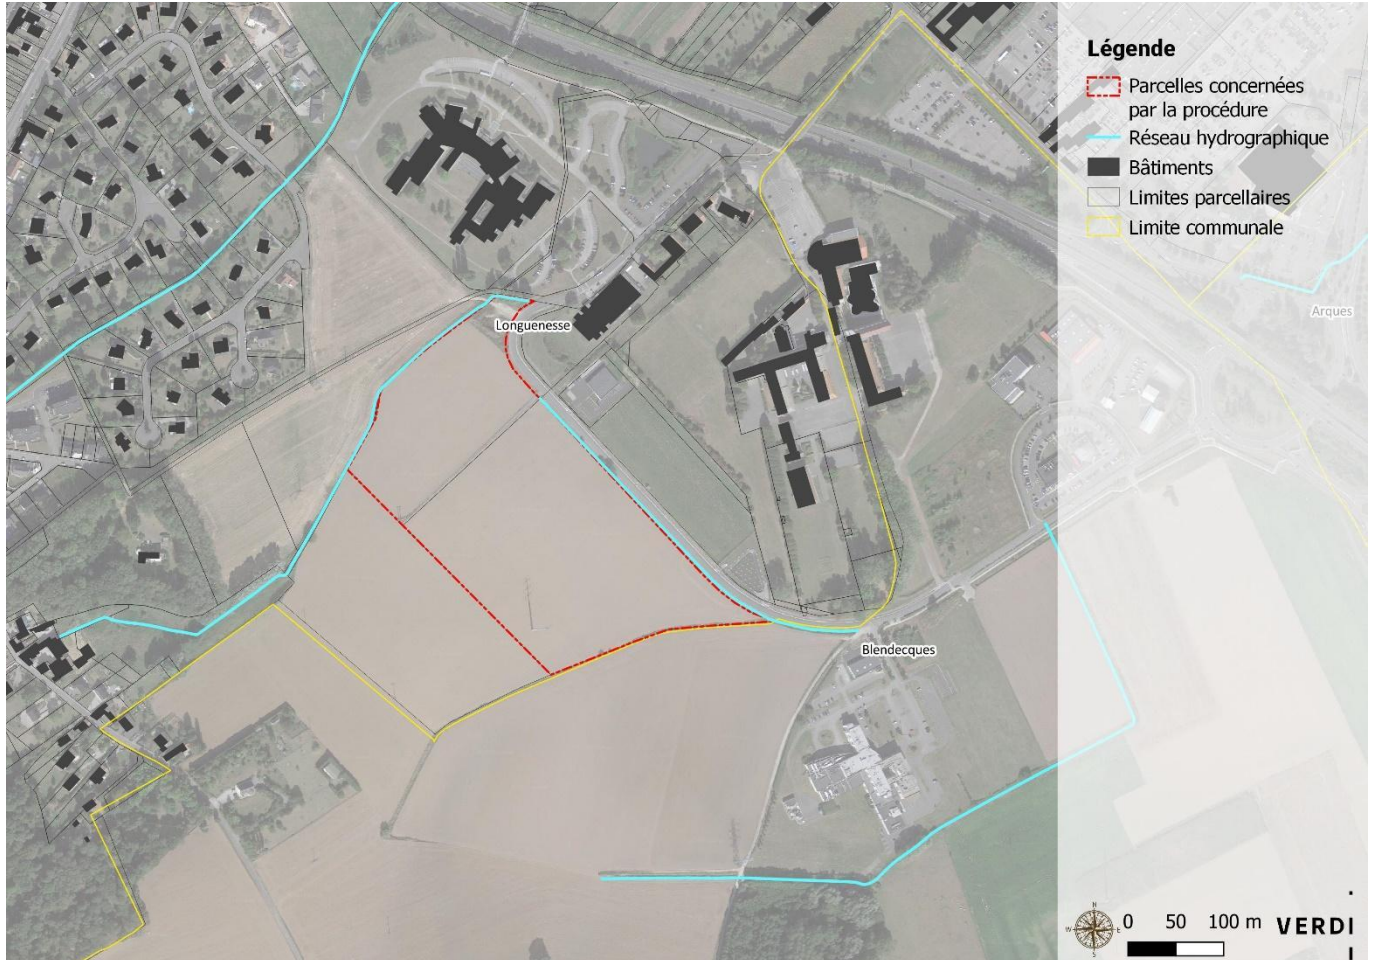 Légende
Parcelles concernées
par la procédure
Réseau hydrographique
Bâtiments
Limites parcellaires
Limite communale
Arques
Longuenesse
Blendecques
N
W E
S
0 50 100 m
VERDI